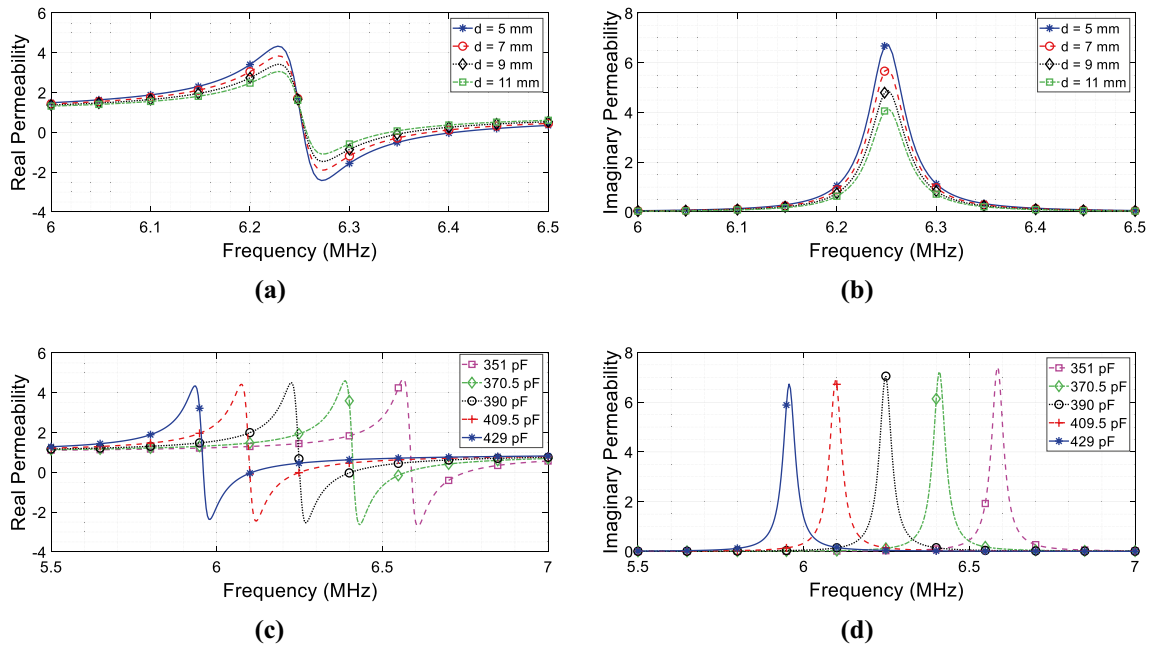 6
4
2
0
-2
-4
Real Permeability
6
6.1
6.2
6.3
6.4
6.5
Frequency (MHz)
d = 5 mm
d = 7 mm
d = 9 mm
d = 11 mm
(a)
8
6
4
2
0
Imaginary Permeability
6
6.1
6.2
6.3
6.4
6.5
Frequency (MHz)
d = 5 mm
d = 7 mm
d = 9 mm
d = 11 mm
(b)
6
4
2
0
-2
-4
Real Permeability
5.5
6
6.5
7
Frequency (MHz)
351 pF
370.5 pF
390 pF
409.5 pF
429 pF
(c)
8
6
4
2
0
Imaginary Permeability
5.5
6
6.5
7
Frequency (MHz)
351 pF
370.5 pF
390 pF
409.5 pF
429 pF
(d)